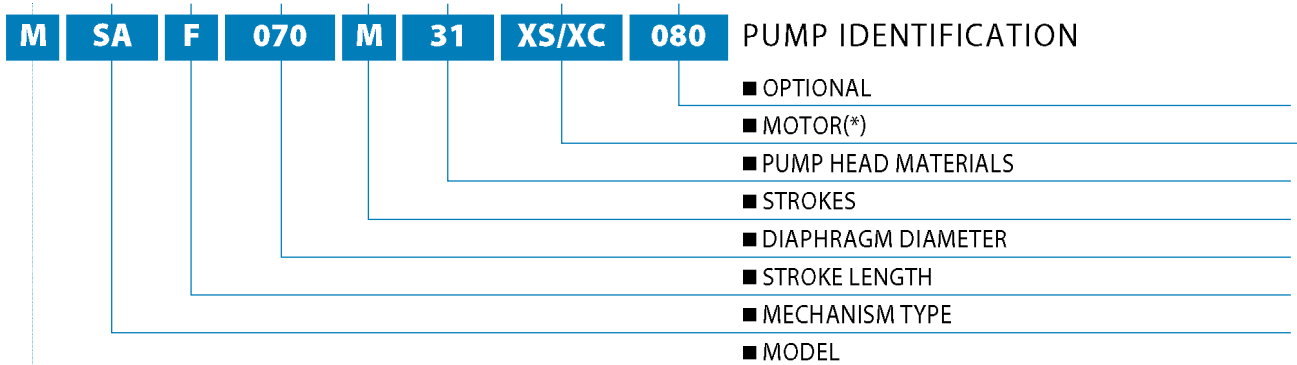 M SA F 070 M 31 XS/XC 080 PUMP IDENTIFICATION
■ OPTIONAL
■ MOTOR(*)
■ PUMP HEAD MATERIALS
■ STROKES
■ DIAPHRAGM DIAMETER
■ STROKE LENGTH
■ MECHANISM TYPE
■ MODEL